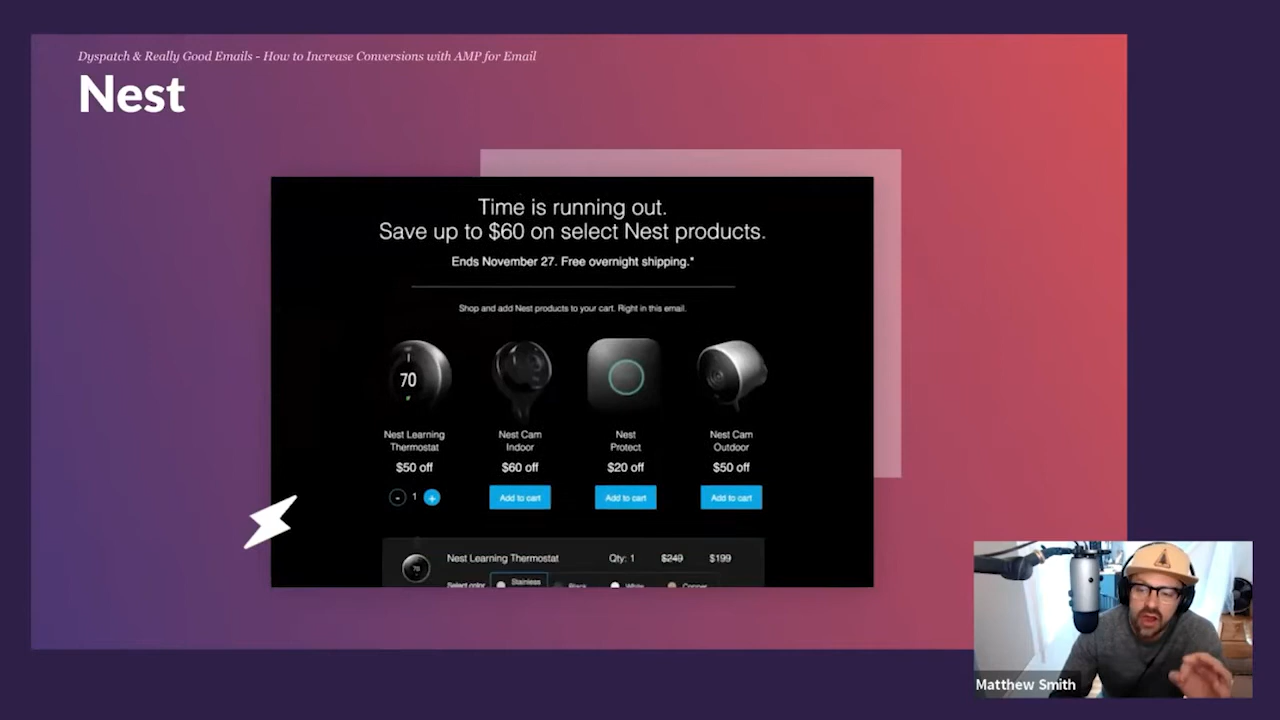 Dyspatch & Really Good Emails - How to Increase Conversions with AMP for Email
Nest
Time is running out.
Save up to $60 on select Nest products.
Ends November 27. Free overnight shipping.*
Shop and add Nest products to your cart. Right in this email.
70
Nest Learning
Thermostat
$50 off
- 1 +
Nest Cam
Indoor
$60 off
Add to cart
Nest
Protect
$20 off
Add to cart
Nest Cam
Outdoor
$50 off
Add to cart
70
Nest Learning Thermostat Qty: 1 $249 $199
Select color Stainless Black White Copper
Matthew Smith